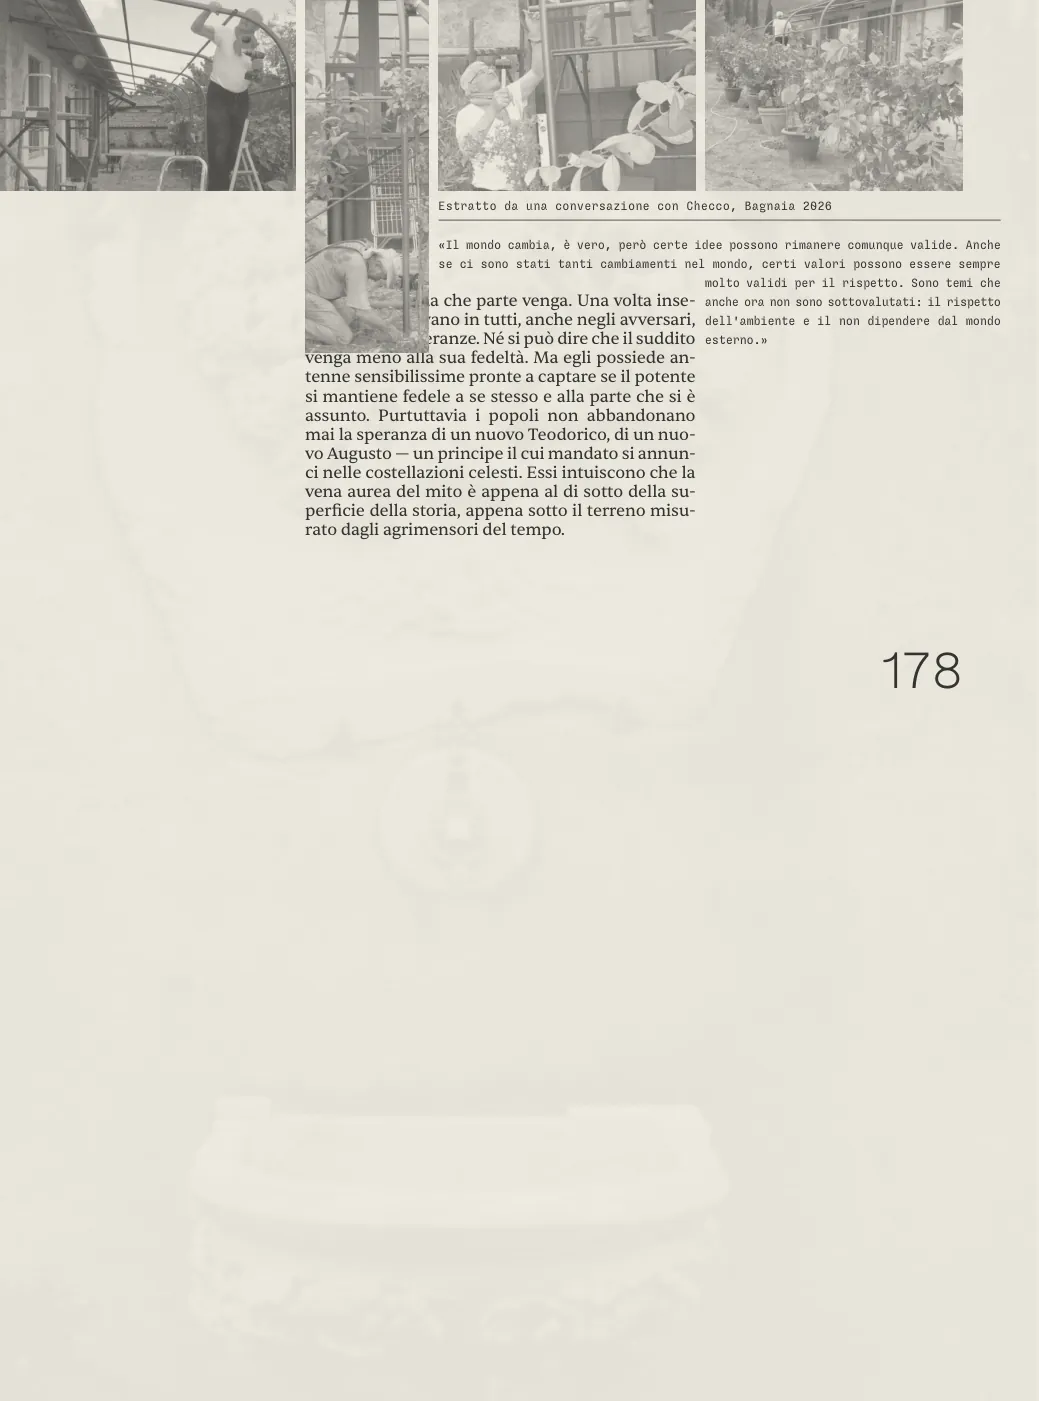 Estratto da una conversazione con Checco, Bagnaia 2026
«Il mondo cambia, è vero, però certe idee possono rimanere comunque valide. Anche
se ci sono stati tanti cambiamenti nel mondo, certi valori possono essere sempre
molto validi per il rispetto. Sono temi che
anche ora non sono sottovalutati: il rispetto
dell'ambiente e il non dipendere dal mondo
esterno.»
che parte venga. Una volta inse-
in tutti, anche negli avversari,
Né si può dire che il suddito
venga meno alla sua fedeltà. Ma egli possiede an-
tenne sensibilissime pronte a captare se il potente
si mantiene fedele a se stesso e alla parte che si è
assunto. Purtuttavia i popoli non abbandonano
mai la speranza di un nuovo Teodorico, di un nuo-
vo Augusto — un principe il cui mandato si annun-
ci nelle costellazioni celesti. Essi intuiscono che la
vena aurea del mito è appena al di sotto della su-
perficie della storia, appena sotto il terreno misu-
rato dagli agrimensori del tempo.
178